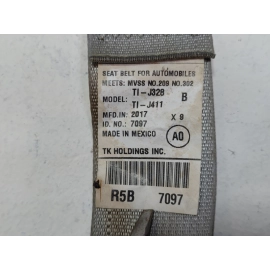 SEAT BELT FOR AUTOMOBILES
MEETS: MVSS NO.209 NO.302
TI-J32B B
MODEL: TI-J411
MFD.IN: 2017 X 9
ID. NO.: 7097
MADE IN MEXICO AO
TK HOLDINGS INC.
R5B 7097